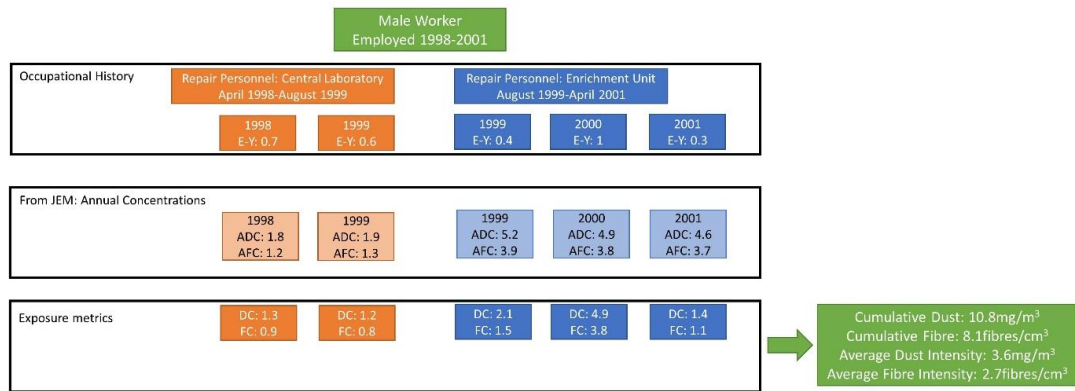 Male Worker
Employed 1998-2001
Occupational History
Repair Personnel: Central Laboratory
April 1998-August 1999
Repair Personnel: Enrichment Unit
August 1999-April 2001
1998
E-Y: 0.7
1999
E-Y: 0.6
1999
E-Y: 0.4
2000
E-Y: 1
2001
E-Y: 0.3
From JEM: Annual Concentrations
1998
ADC: 1.8
AFC: 1.2
1999
ADC: 1.9
AFC: 1.3
1999
ADC: 5.2
AFC: 3.9
2000
ADC: 4.9
AFC: 3.8
2001
ADC: 4.6
AFC: 3.7
Exposure metrics
DC: 1.3
FC: 0.9
DC: 1.2
FC: 0.8
DC: 2.1
FC: 1.5
DC: 4.9
FC: 3.8
DC: 1.4
FC: 1.1
Cumulative Dust: 10.8mg/m³
Cumulative Fibre: 8.1fibres/cm³
Average Dust Intensity: 3.6mg/m³
Average Fibre Intensity: 2.7fibres/cm³